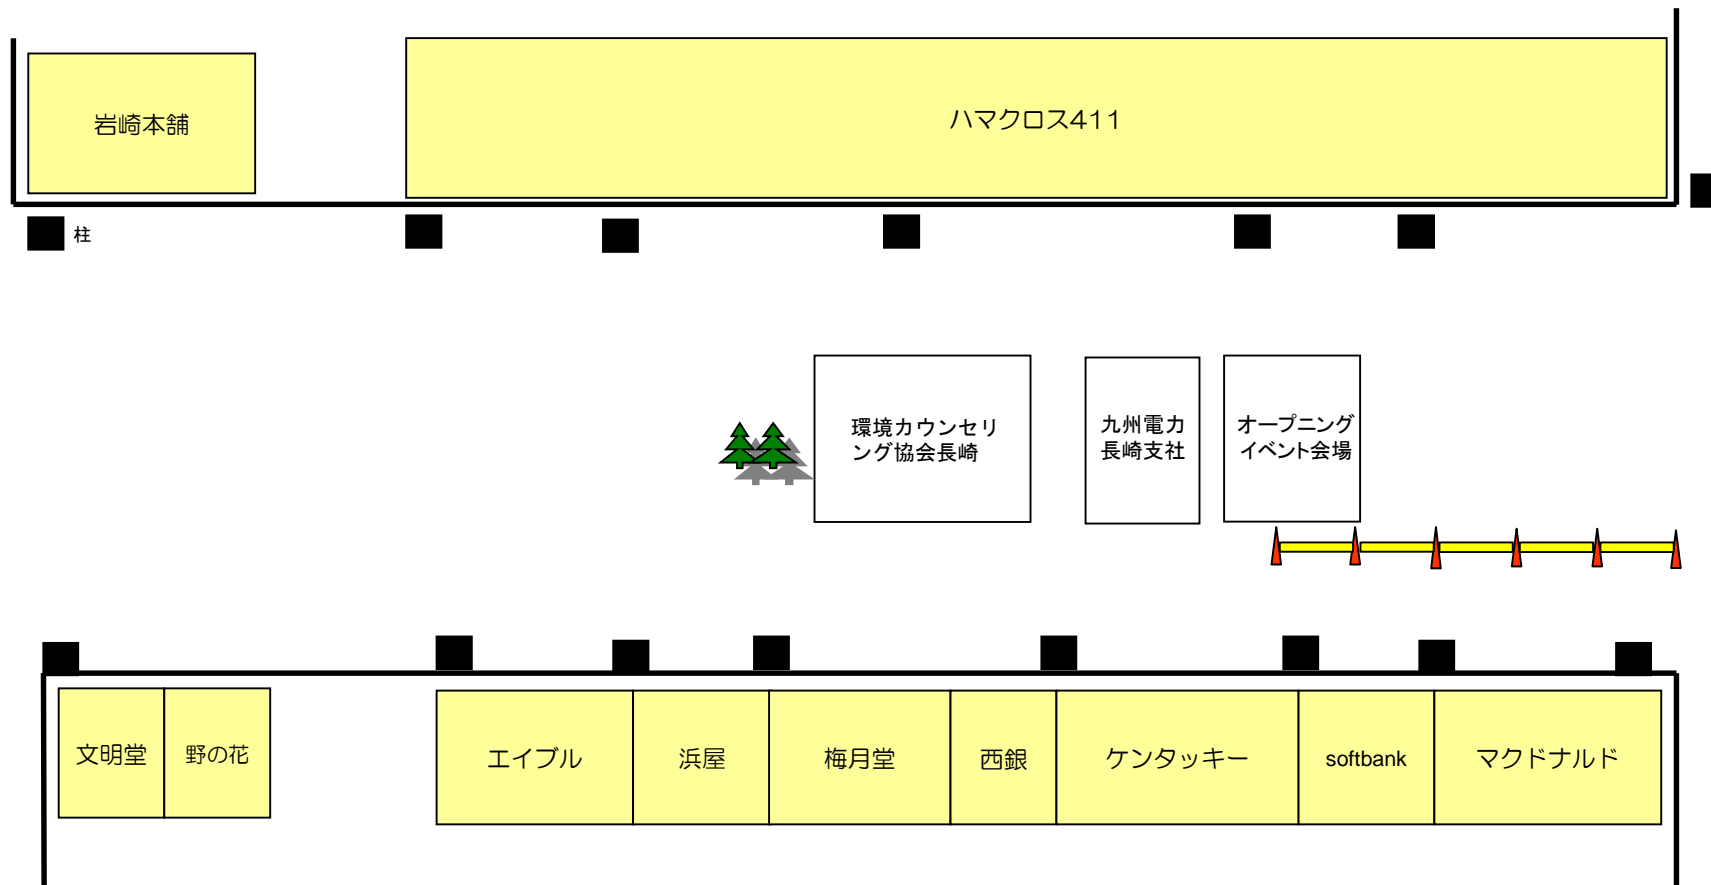 岩崎本舗
ハマクロス411
柱
環境カウンセリ
ング協会長崎
九州電力
長崎支社
オープニング
イベント会場
文明堂
野の花
エイブル
浜屋
梅月堂
西銀
ケンタッキー
softbank
マクドナルド